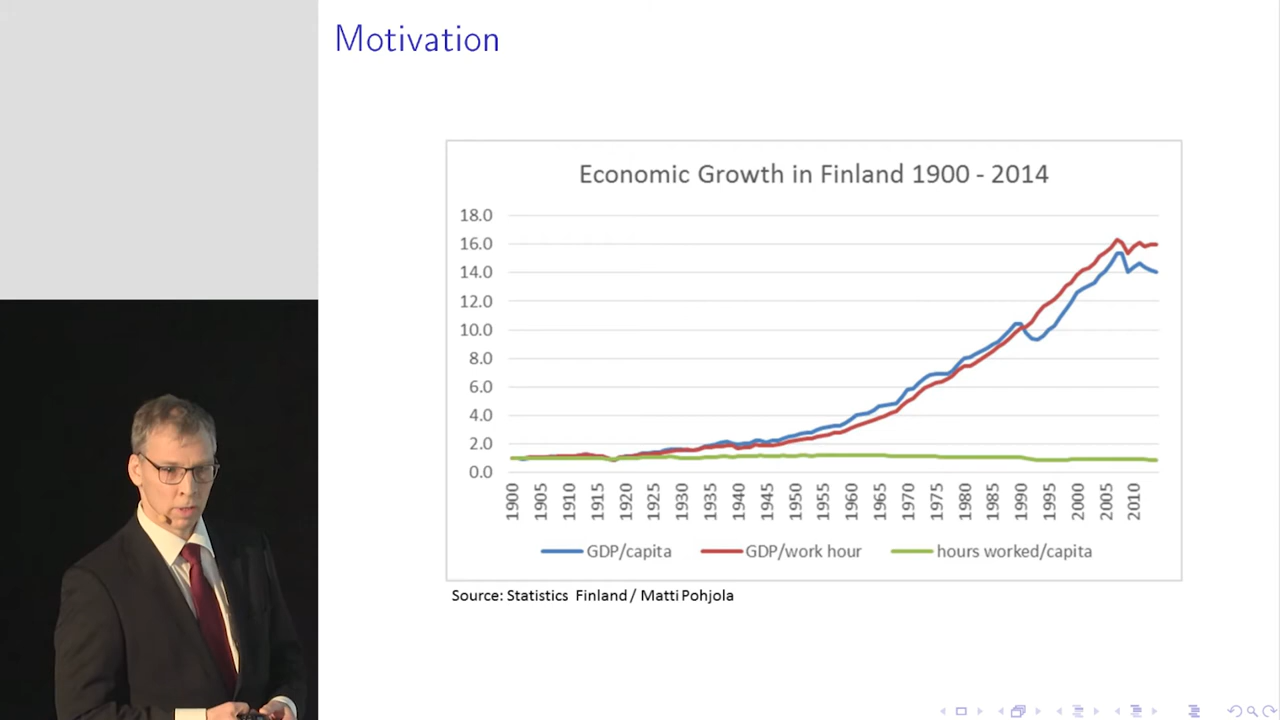 Motivation
Economic Growth in Finland 1900 - 2014
18.0
16.0
14.0
12.0
10.0
8.0
6.0
4.0
2.0
0.0
1900 1905 1910 1915 1920 1925 1930 1935 1940 1945 1950 1955 1960 1965 1970 1975 1980 1985 1990 1995 2000 2005 2010
GDP/capita GDP/work hour hours worked/capita
Source: Statistics Finland / Matti Pohjola